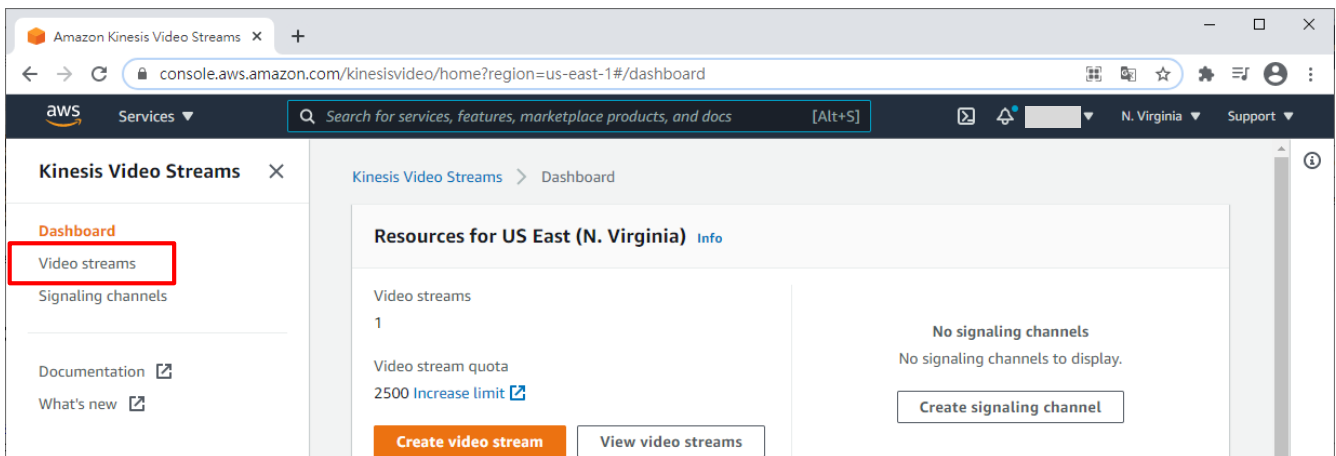 Amazon Kinesis Video Streams
console.aws.amazon.com/kinesisvideo/home?region=us-east-1#/dashboard
aws Services Search for services, features, marketplace products, and docs [Alt+S] N. Virginia Support
Kinesis Video Streams
Kinesis Video Streams > Dashboard
Dashboard
Video streams
Signaling channels
Documentation
What's new
Resources for US East (N. Virginia) Info
Video streams
1
Video stream quota
2500 Increase limit
Create video stream View video streams
No signaling channels
No signaling channels to display.
Create signaling channel